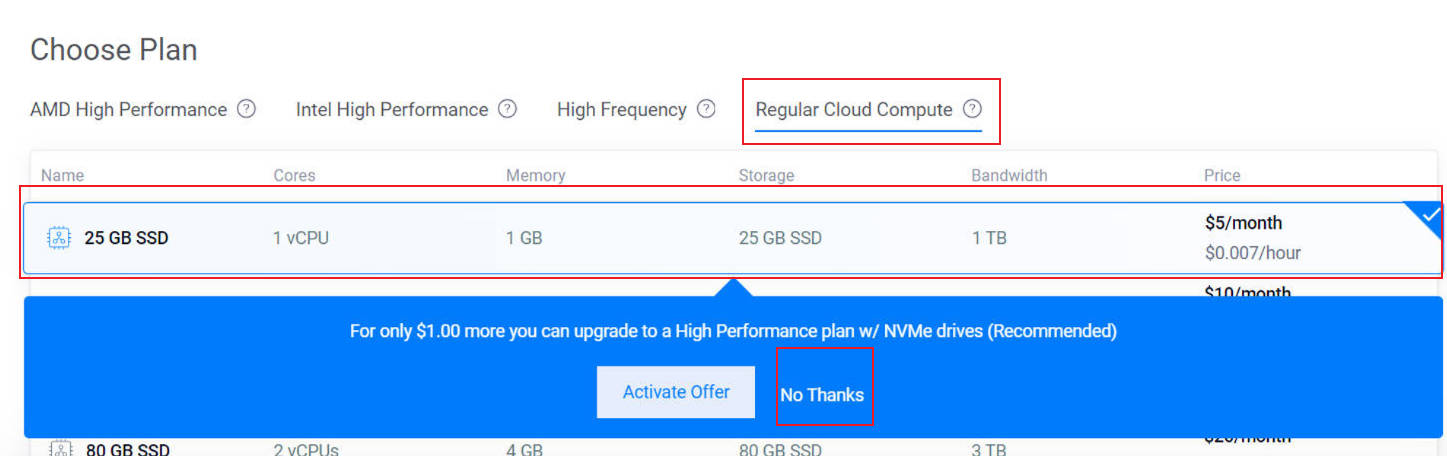 Choose Plan
AMD High Performance ? Intel High Performance ? High Frequency ? Regular Cloud Compute ?
Name Cores Memory Storage Bandwidth Price
25 GB SSD 1 vCPU 1 GB 25 GB SSD 1 TB $5/month
$0.007/hour
$10/month
For only $1.00 more you can upgrade to a High Performance plan w/ NVMe drives (Recommended)
Activate Offer No Thanks
80 GB SSD 2 vCPUs 4 GB 80 GB SSD 3 TB $20/month